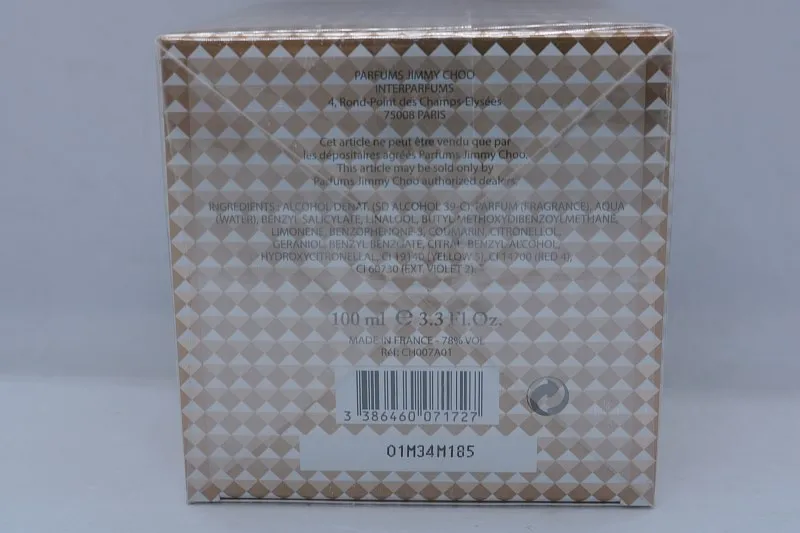 PARFUMS JIMMY CHOO
INTERPARFUMS
4, Rond-Point des Champs-Elysées
75008 PARIS
Cet article ne peut être vendu que par
les dépositaires agréés Parfums Jimmy Choo.
This article may be sold only by
Parfums Jimmy Choo authorized dealers.
INGREDIENTS: ALCOHOL DENAT. (SD ALCOHOL 39-C), PARFUM (FRAGRANCE), AQUA
(WATER), BENZYL SALICYLATE, LINALOOL, BUTYL METHOXYDIBENZOYLMETHANE,
LIMONENE, BENZOPHENONE-3, COUMARIN, CITRONELLOL,
GERANIOL, BENZYL BENZOATE, CITRAL, BENZYL ALCOHOL,
HYDROXYCITRONELLAL, CI 19140 (YELLOW 5), CI 14700 (RED 4),
CI 60730 (EXT. VIOLET 2).
100 ml ℮ 3.3 Fl.Oz.
MADE IN FRANCE - 78% VOL
Réf: CH007A01
3 386460 071727
01M34M185